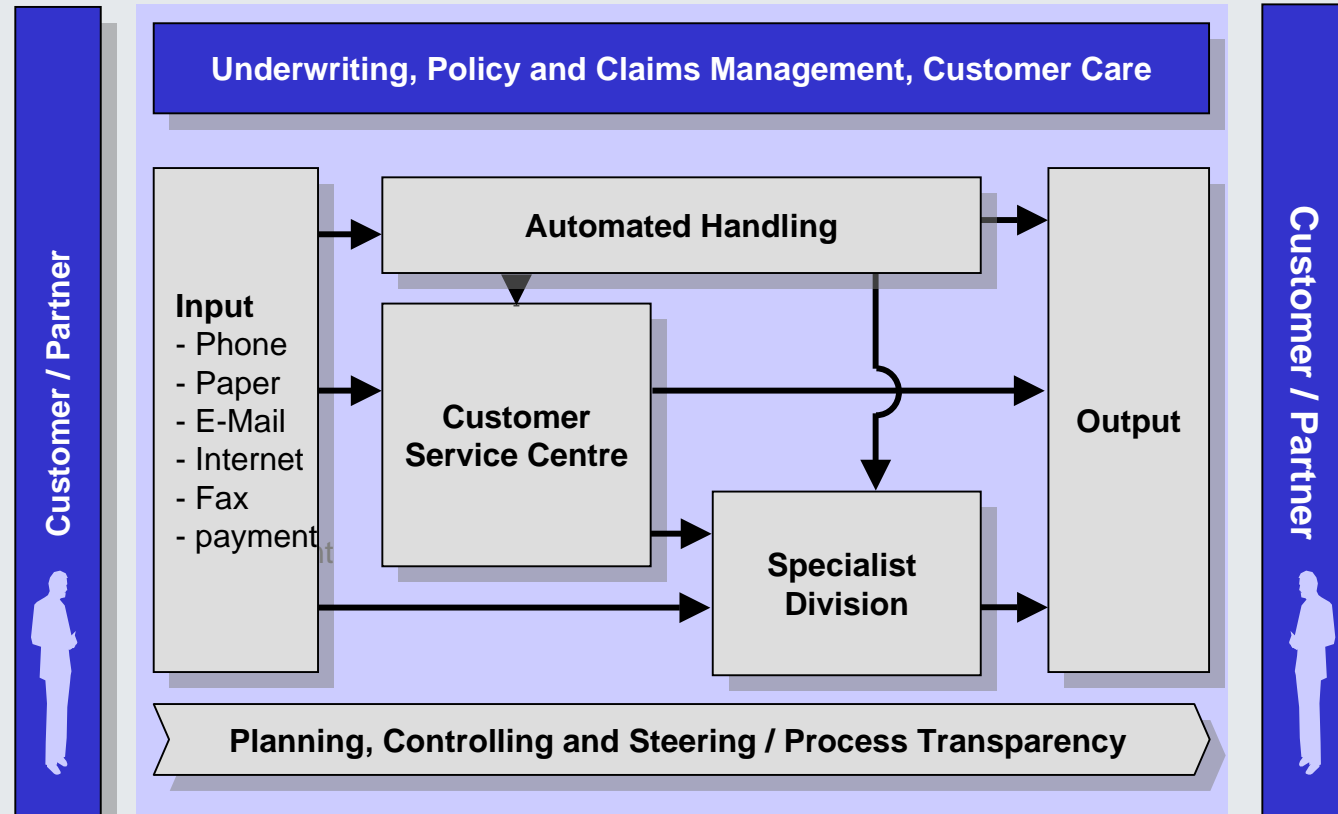 Customer / Partner
Underwriting, Policy and Claims Management, Customer Care
Input
- Phone
- Paper
- E-Mail
- Internet
- Fax
- payment
Automated Handling
Customer
Service Centre
Specialist
Division
Output
Planning, Controlling and Steering / Process Transparency
Customer / Partner